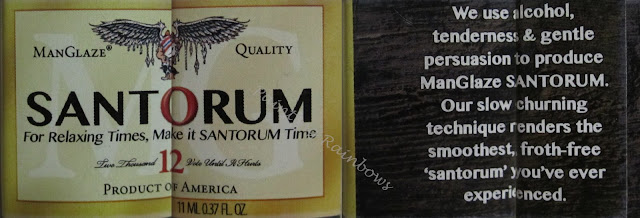 ManGlaze® Quality
SANTORUM
For Relaxing Times, Make it SANTORUM Time
Two Thousand 12 Vote Until It Hurts
Product of America
11 ML 0.37 FL OZ.
We use alcohol,
tenderness & gentle
persuasion to produce
ManGlaze SANTORUM.
Our slow churning
technique renders the
smoothest, froth-free
'santorum' you've ever
experienced.
Rainbows